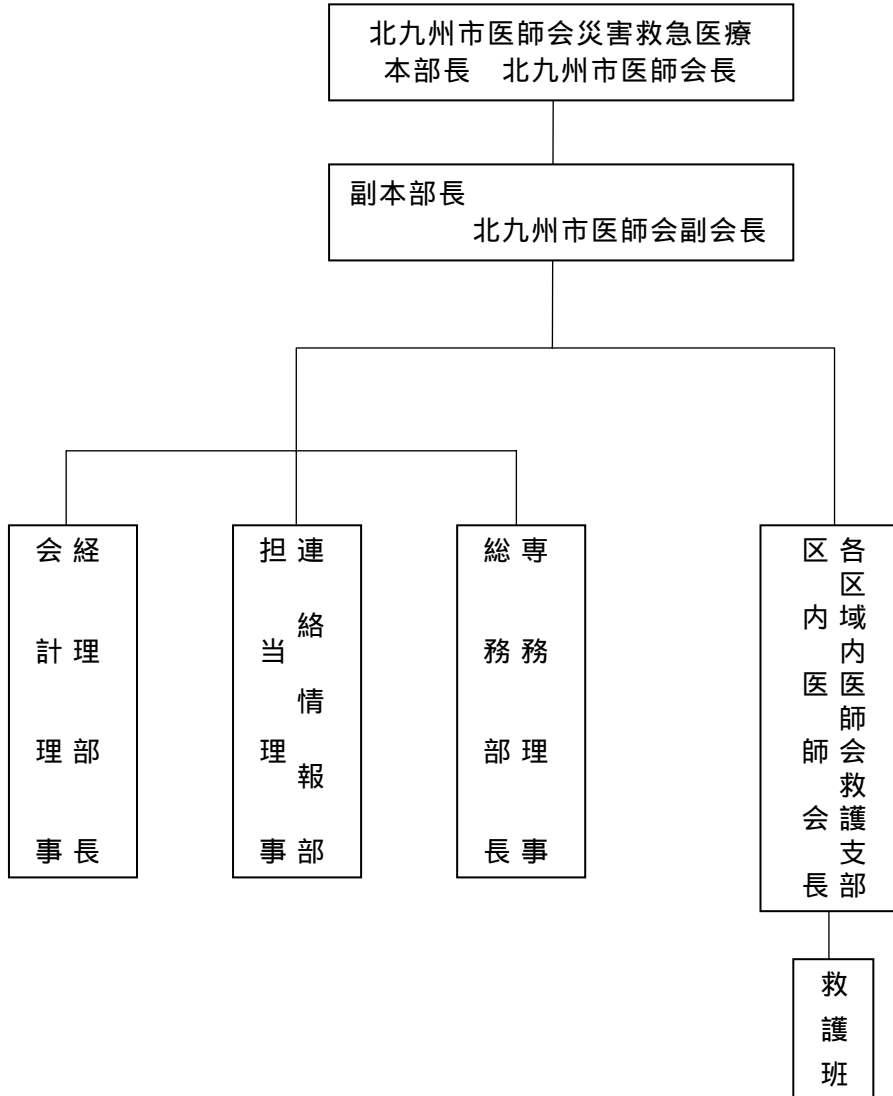 北九州市医師会災害救急医療
本部長　北九州市医師会長
副本部長
北九州市医師会副会長
経理部長
会計理事
連絡情報部
担当理事
専務理事
総務部長
各区域内医師会救護支部
区内医師会長
救護班